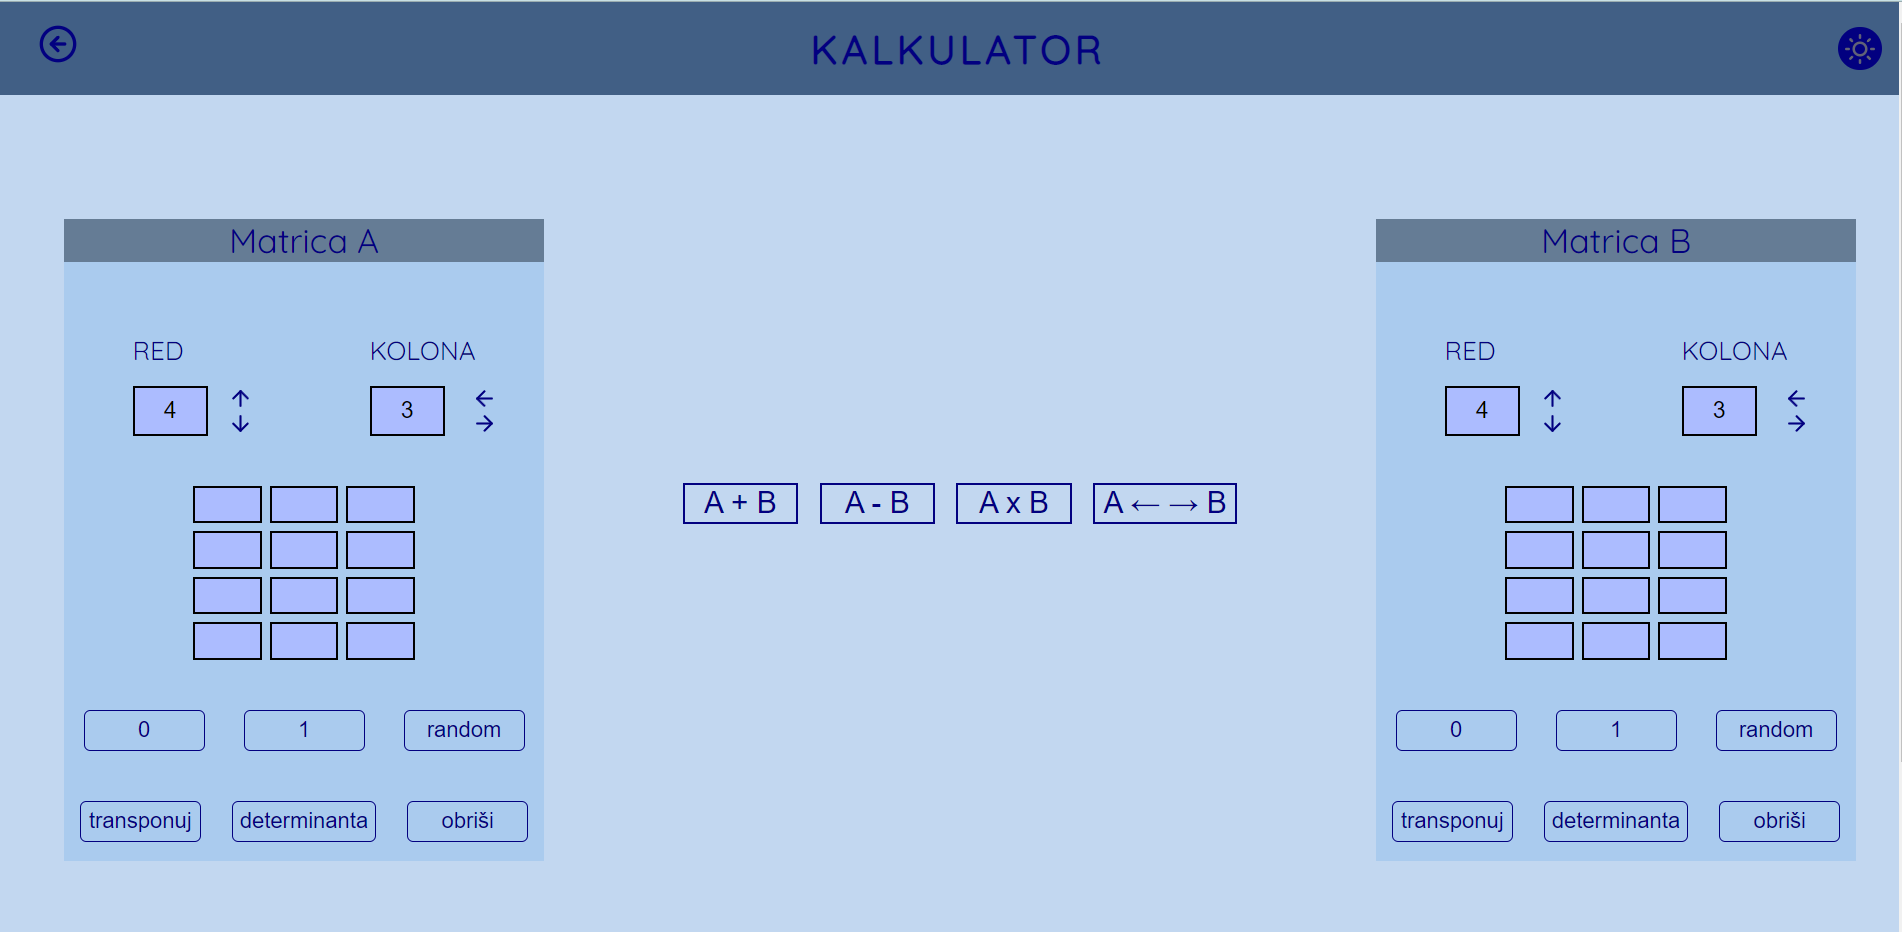 KALKULATOR
Matrica A
RED KOLONA
4 ↑ ↓ 3 ← →
0 1 random
transponuj determinanta obriši
A + B A - B A x B A ← → B
Matrica B
RED KOLONA
4 ↑ ↓ 3 ← →
0 1 random
transponuj determinanta obriši